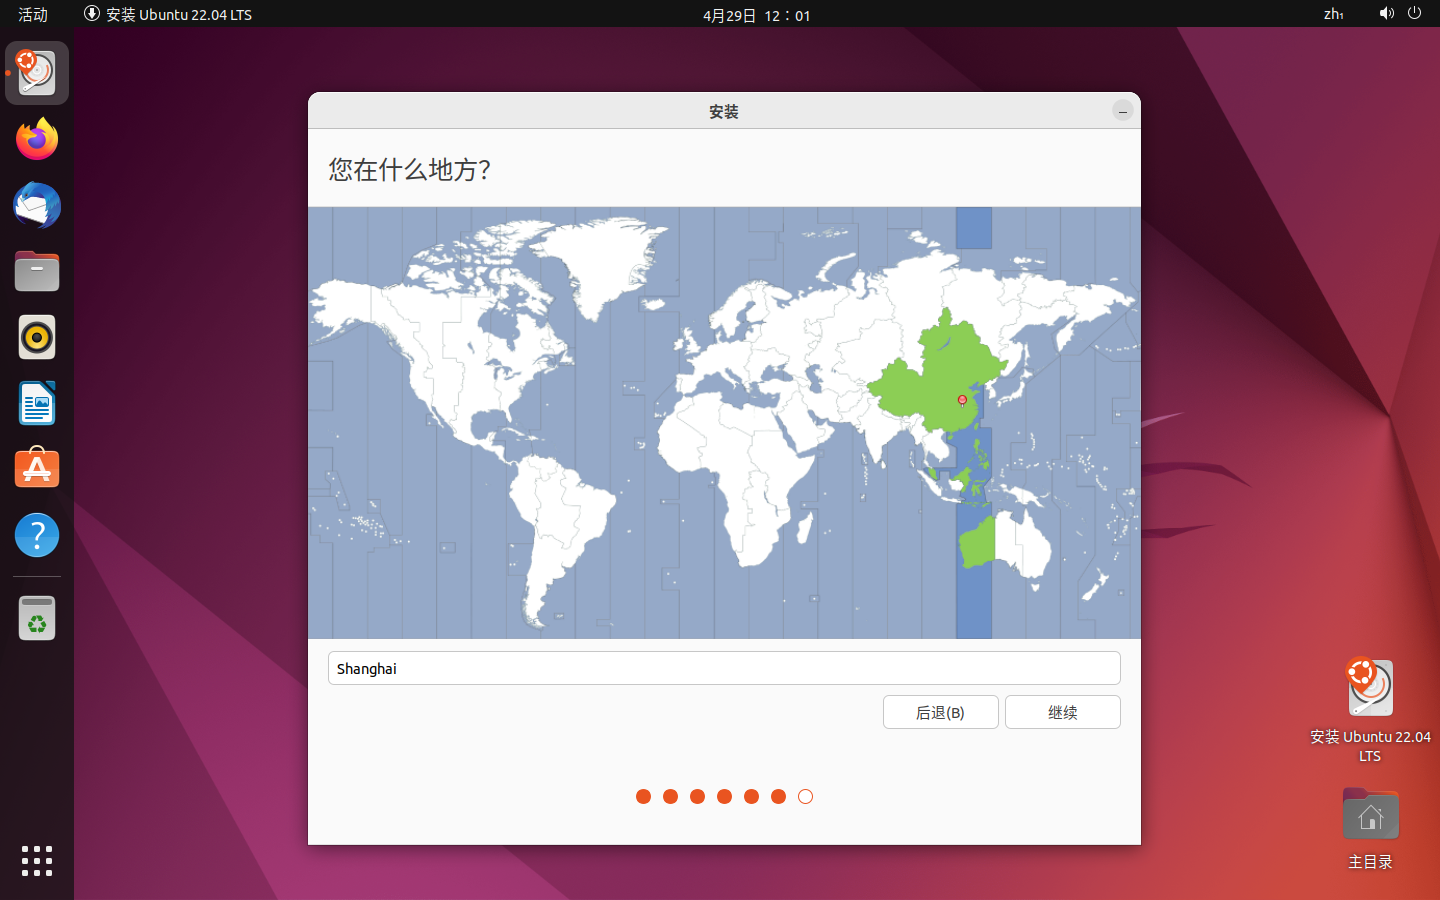 活动
安装 Ubuntu 22.04 LTS
4月29日 12：01
zh₁
安装
您在什么地方？
Shanghai
后退(B)
继续
安装 Ubuntu 22.04
LTS
主目录